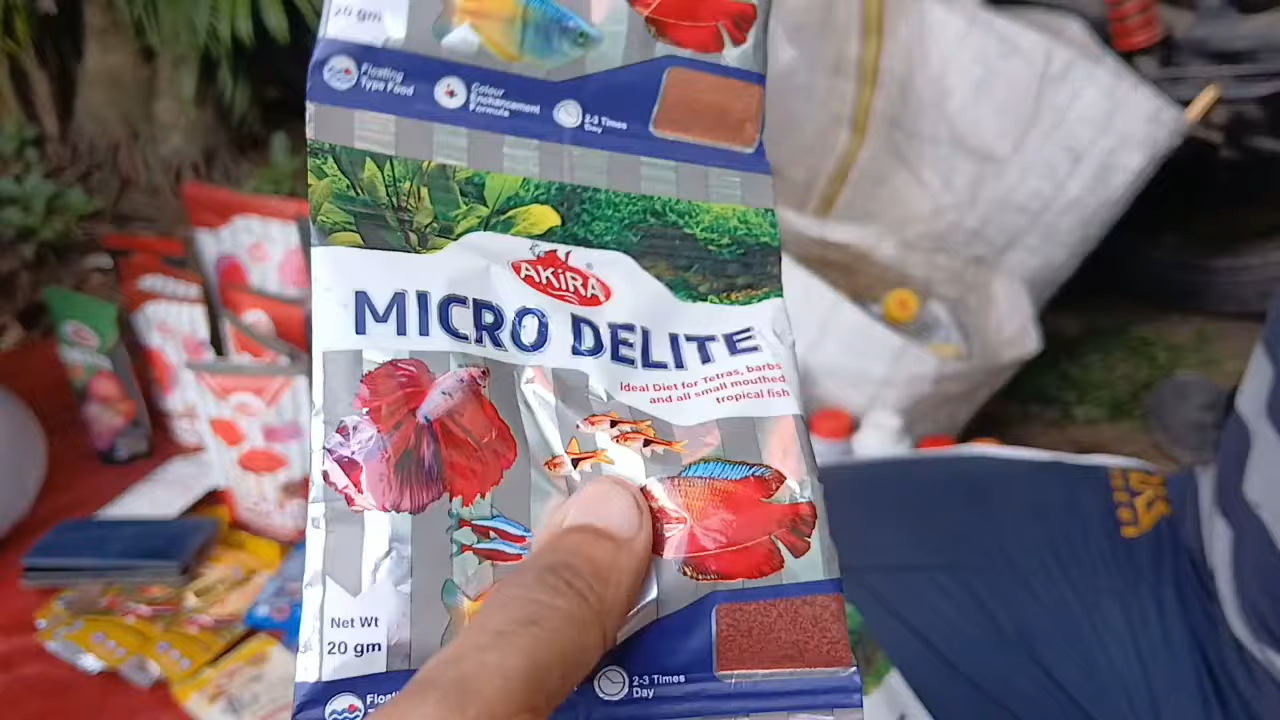 20 gm
Floating
Type Food
Colour
Enhancement
Formula
2-3 Times
Day
AKiRA®
MICRO DELITE
Ideal Diet for Tetras, barbs
and all small mouthed
tropical fish
Net Wt
20 gm
2-3 Times
Day